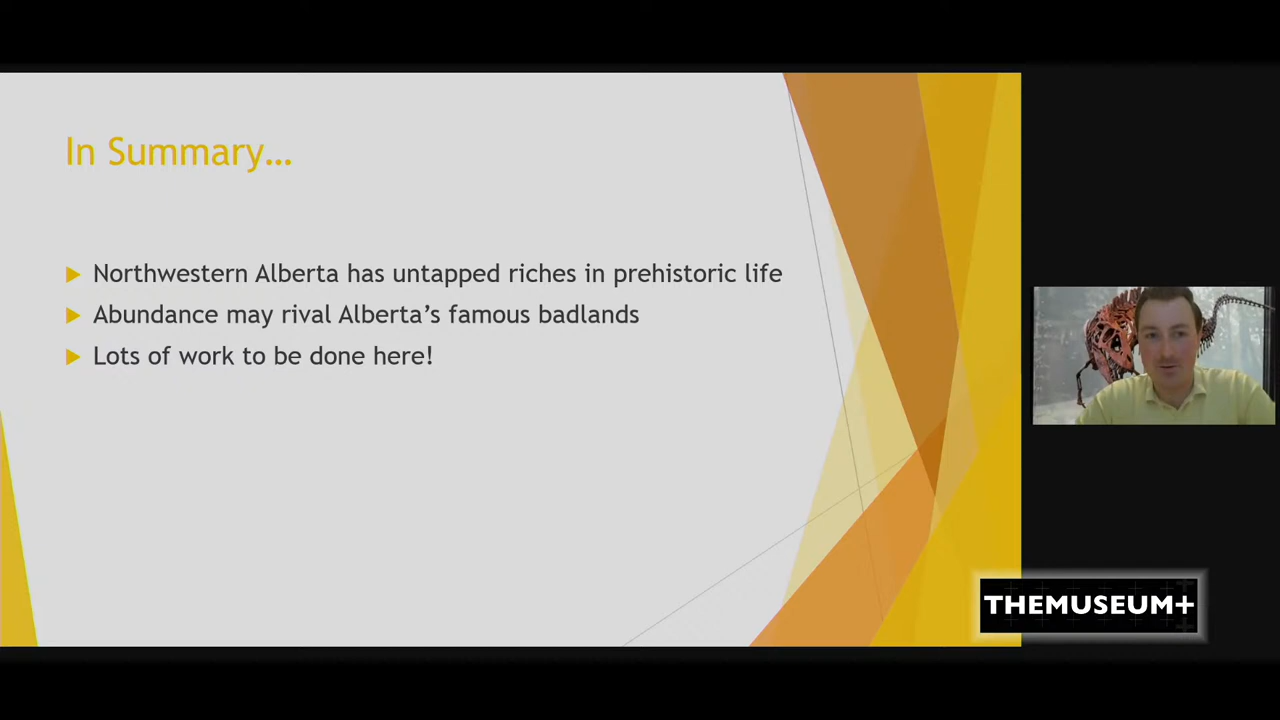 In Summary…
Northwestern Alberta has untapped riches in prehistoric life
Abundance may rival Alberta’s famous badlands
Lots of work to be done here!
THEMUSEUM+